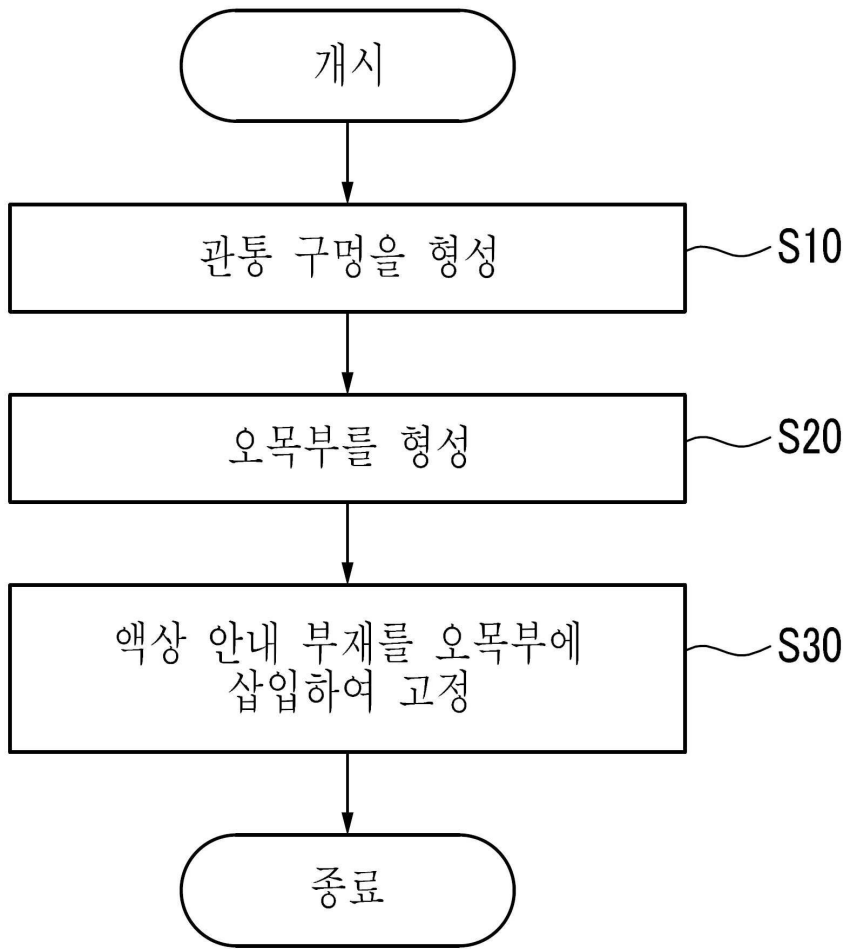 개시
관통 구멍을 형성
S10
오목부를 형성
S20
액상 안내 부재를 오목부에
삽입하여 고정
S30
종료